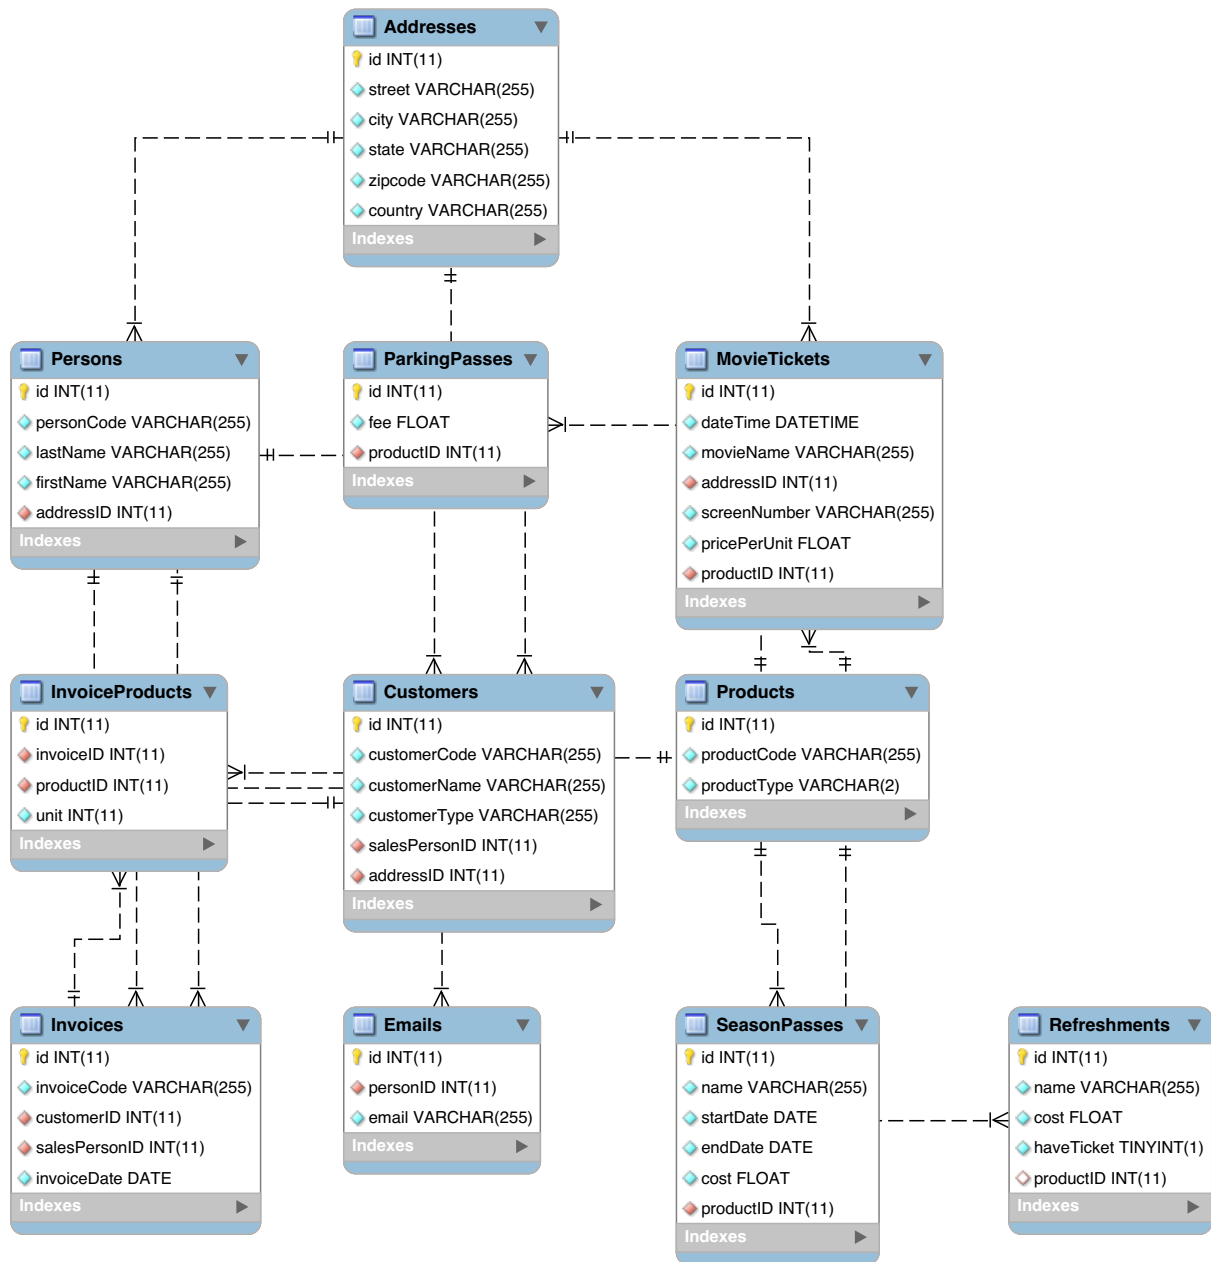 Addresses
id INT(11)
street VARCHAR(255)
city VARCHAR(255)
state VARCHAR(255)
zipcode VARCHAR(255)
country VARCHAR(255)
Indexes
Persons
id INT(11)
personCode VARCHAR(255)
lastName VARCHAR(255)
firstName VARCHAR(255)
addressID INT(11)
Indexes
ParkingPasses
id INT(11)
fee FLOAT
productID INT(11)
Indexes
MovieTickets
id INT(11)
dateTime DATETIME
movieName VARCHAR(255)
addressID INT(11)
screenNumber VARCHAR(255)
pricePerUnit FLOAT
productID INT(11)
Indexes
InvoiceProducts
id INT(11)
invoiceID INT(11)
productID INT(11)
unit INT(11)
Indexes
Customers
id INT(11)
customerCode VARCHAR(255)
customerName VARCHAR(255)
customerType VARCHAR(255)
salesPersonID INT(11)
addressID INT(11)
Indexes
Products
id INT(11)
productCode VARCHAR(255)
productType VARCHAR(2)
Indexes
Invoices
id INT(11)
invoiceCode VARCHAR(255)
customerID INT(11)
salesPersonID INT(11)
invoiceDate DATE
Indexes
Emails
id INT(11)
personID INT(11)
email VARCHAR(255)
Indexes
SeasonPasses
id INT(11)
name VARCHAR(255)
startDate DATE
endDate DATE
cost FLOAT
productID INT(11)
Indexes
Refreshments
id INT(11)
name VARCHAR(255)
cost FLOAT
haveTicket TINYINT(1)
productID INT(11)
Indexes